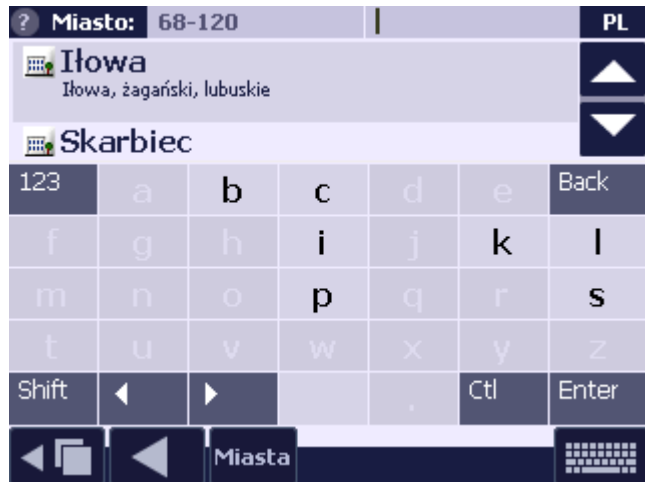 ? Miasto: 68-120 PL
Iłowa
Iłowa, żagański, lubuskie
Skarbiec
123 a b c d e Back
f g h i j k l
m n o p q r s
t u v w x y z
Shift . Ctl Enter
Miasta